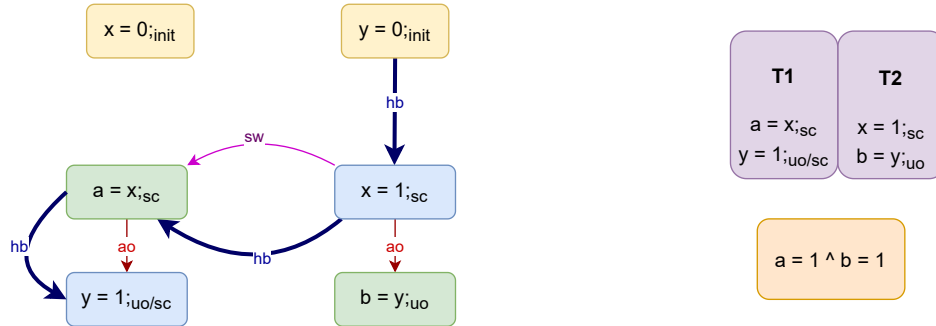 x = 0;init
y = 0;init
hb
sw
a = x;sc
x = 1;sc
hb
ao
hb
ao
y = 1;uo/sc
b = y;uo
T1
a = x;sc
y = 1;uo/sc
T2
x = 1;sc
b = y;uo
a = 1 ^ b = 1